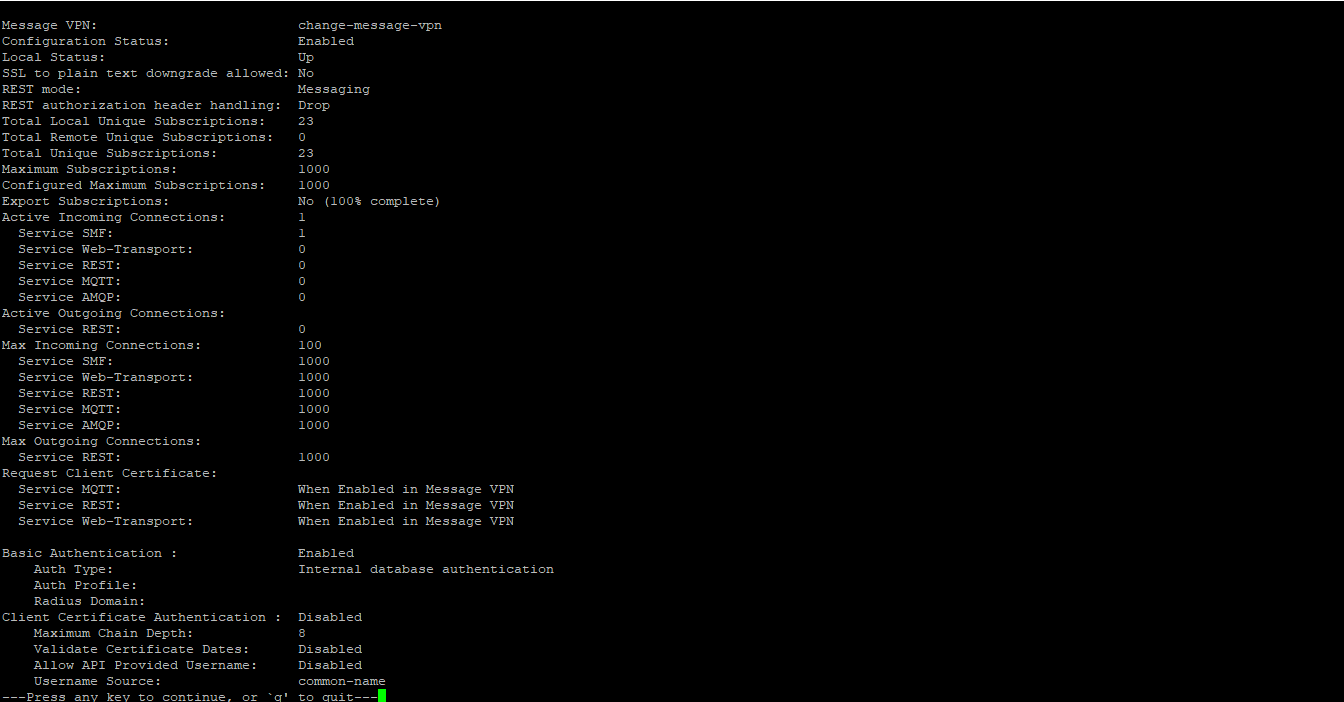 Message VPN: change-message-vpn
Configuration Status: Enabled
Local Status: Up
SSL to plain text downgrade allowed: No
REST mode: Messaging
REST authorization header handling: Drop
Total Local Unique Subscriptions: 23
Total Remote Unique Subscriptions: 0
Total Unique Subscriptions: 23
Maximum Subscriptions: 1000
Configured Maximum Subscriptions: 1000
Export Subscriptions: No (100% complete)
Active Incoming Connections: 1
Service SMF: 1
Service Web-Transport: 0
Service REST: 0
Service MQTT: 0
Service AMQP: 0
Active Outgoing Connections:
Service REST: 0
Max Incoming Connections: 100
Service SMF: 1000
Service Web-Transport: 1000
Service REST: 1000
Service MQTT: 1000
Service AMQP: 1000
Max Outgoing Connections:
Service REST: 1000
Request Client Certificate:
Service MQTT: When Enabled in Message VPN
Service REST: When Enabled in Message VPN
Service Web-Transport: When Enabled in Message VPN
Basic Authentication : Enabled
Auth Type: Internal database authentication
Auth Profile:
Radius Domain:
Client Certificate Authentication : Disabled
Maximum Chain Depth: 8
Validate Certificate Dates: Disabled
Allow API Provided Username: Disabled
Username Source: common-name
---Press any key to continue, or `q' to quit---